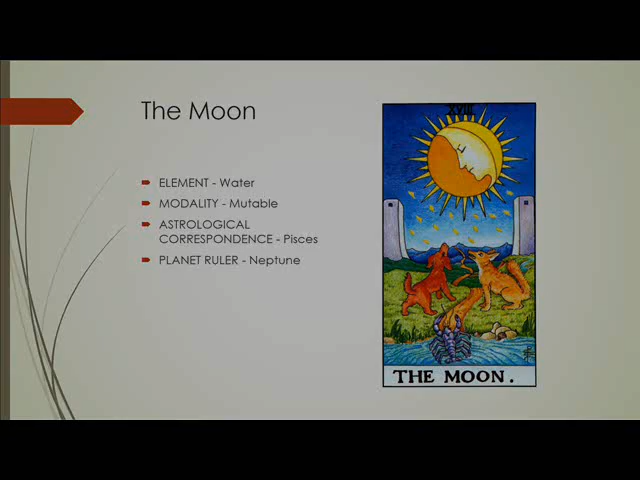 The Moon
ELEMENT - Water
MODALITY - Mutable
ASTROLOGICAL
CORRESPONDENCE - Pisces
PLANET RULER - Neptune
XVIII
THE MOON.